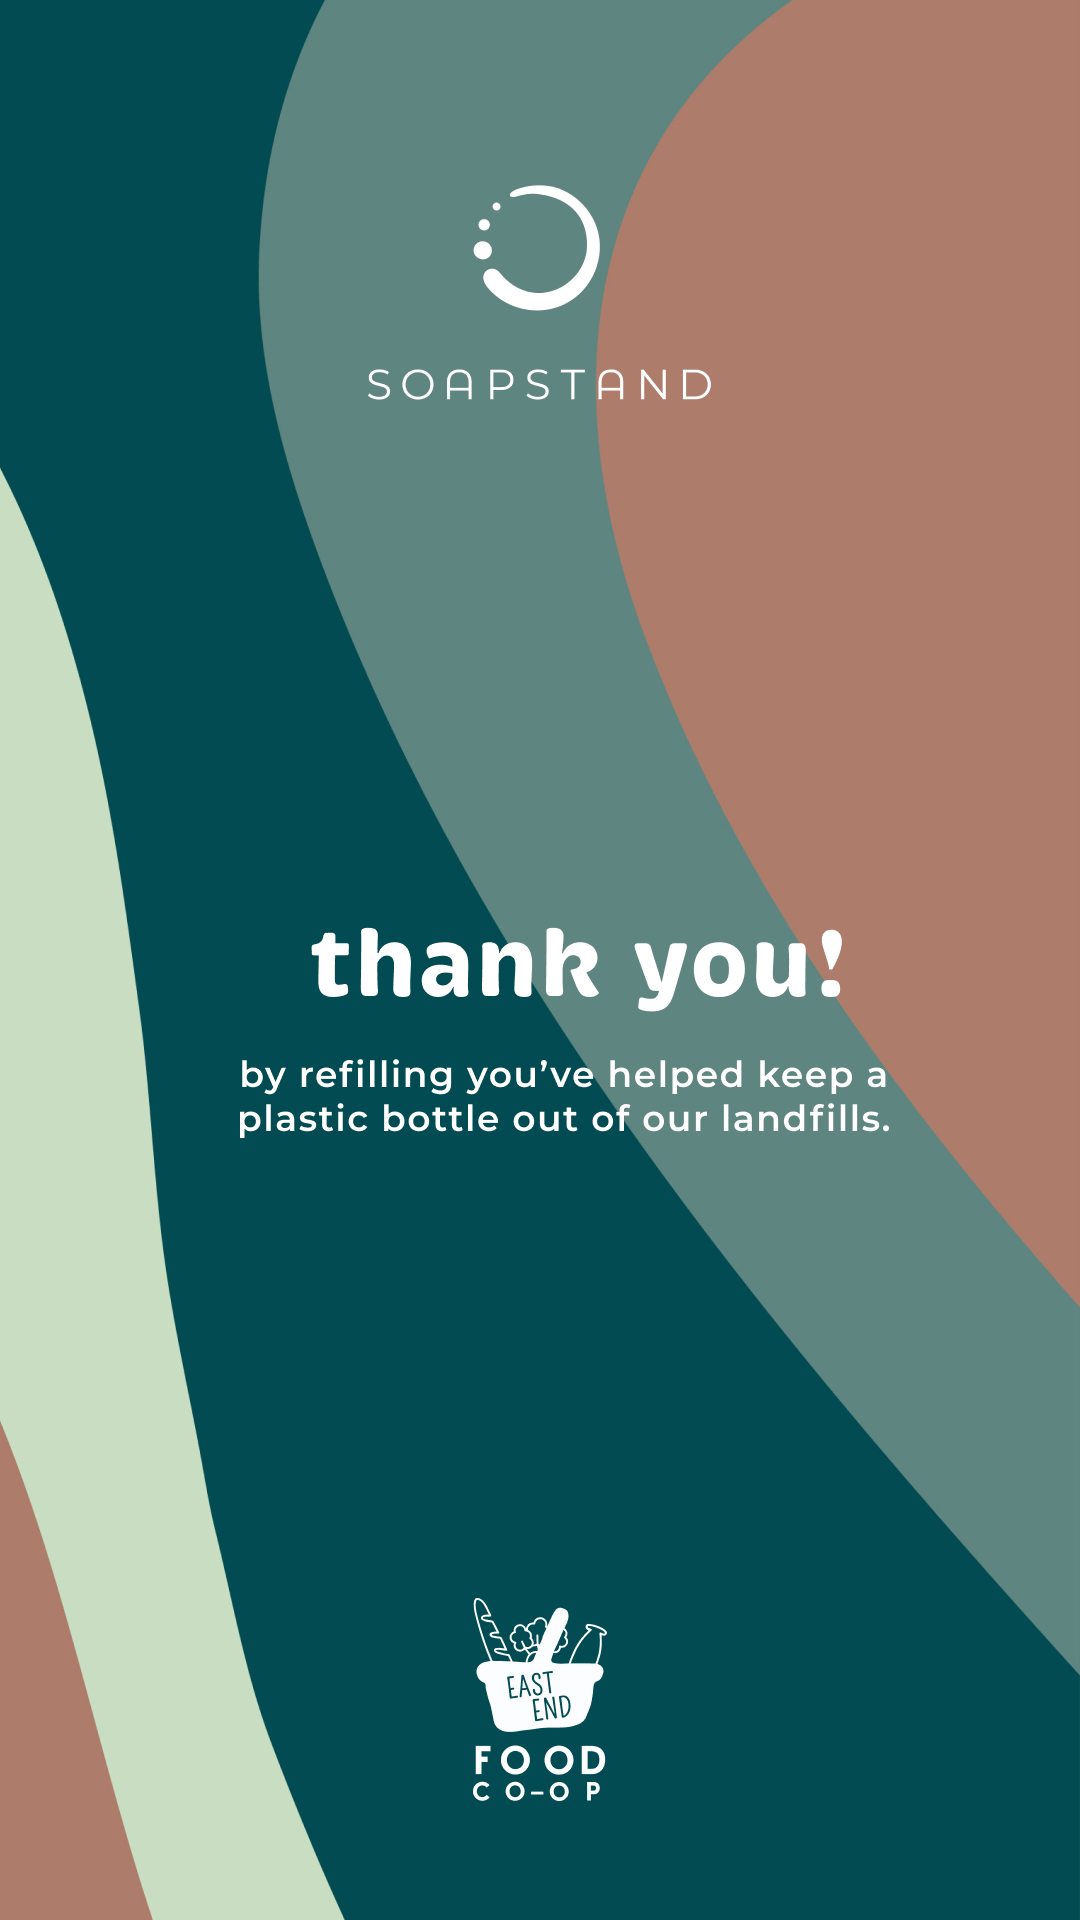 SOAPSTAND
thank you!
by refilling you’ve helped keep a
plastic bottle out of our landfills.
EAST
END
FOOD
CO-OP